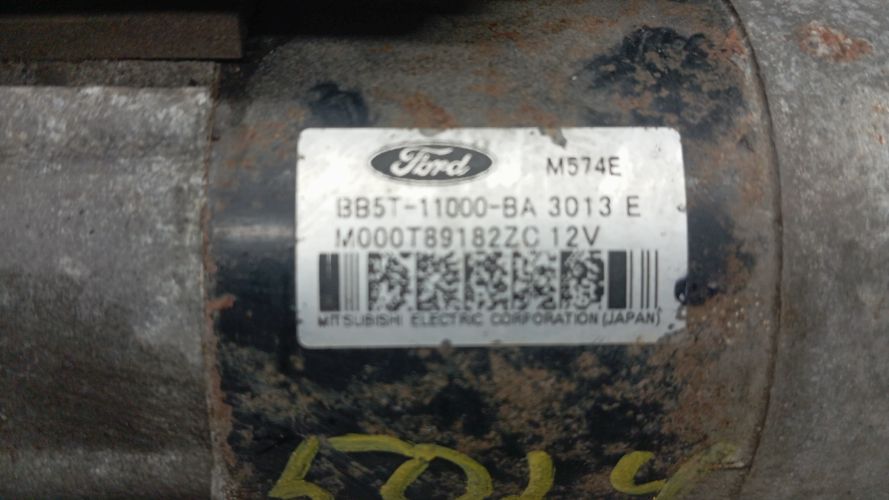 Ford M574E
BB5T-11000-BA 3013 E
M000T89182ZC 12V
MITSUBISHI ELECTRIC CORPORATION (JAPAN)